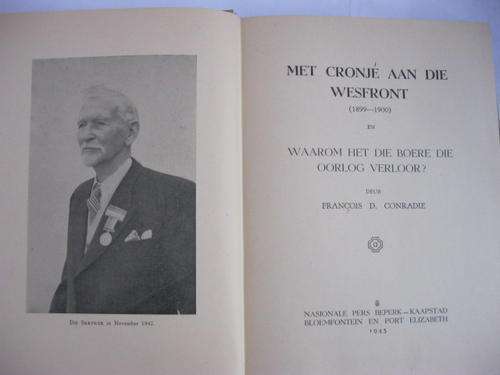 Die Skrywer in November 1942.
MET CRONJÉ AAN DIE
WESFRONT
(1899—1900)
EN
WAAROM HET DIE BOERE DIE
OORLOG VERLOOR?
DEUR
FRANÇOIS D. CONRADIE
NASIONALE PERS BEPERK—KAAPSTAD
BLOEMFONTEIN EN PORT ELIZABETH
1943